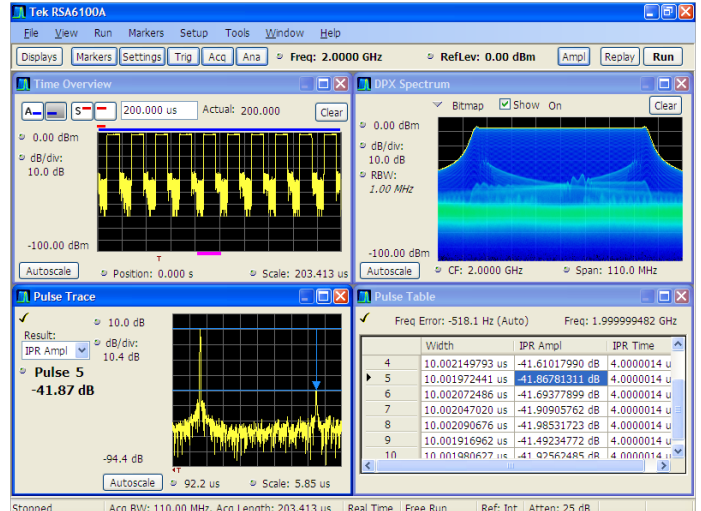 Tek RSA6100A
File View Run Markers Setup Tools Window Help
Displays Markers Settings Trig Acq Ana Freq: 2.0000 GHz RefLev: 0.00 dBm Ampl Replay Run
Time Overview
A S 200.000 us Actual: 200.000 Clear
0.00 dBm
dB/div:
10.0 dB
-100.00 dBm
T
Autoscale Position: 0.000 s Scale: 203.413 us
DPX Spectrum
Bitmap Show On Clear
0.00 dBm
dB/div:
10.0 dB
RBW:
1.00 MHz
-100.00 dBm
Autoscale CF: 2.0000 GHz Span: 110.0 MHz
Pulse Trace
10.0 dB
Result:
IPR Ampl
dB/div:
10.4 dB
Pulse 5
-41.87 dB
-94.4 dB
T
Autoscale 92.2 us Scale: 5.85 us
Pulse Table
Freq Error: -518.1 Hz (Auto) Freq: 1.999999482 GHz
Width IPR Ampl IPR Time
4 10.002149793 us -41.61017990 dB 4.0000014 u
5 10.001972441 us -41.86781311 dB 4.0000014 u
6 10.002072486 us -41.69377899 dB 4.0000014 u
7 10.002047020 us -41.90905762 dB 4.0000014 u
8 10.002090676 us -41.98531723 dB 4.0000014 u
9 10.001916962 us -41.49234772 dB 4.0000014 u
10 10.001980627 us -41.92562485 dB 4.0000014 u
Stopped Acq BW: 110.00 MHz, Acq Length: 203.413 us Real Time Free Run Ref: Int Atten: 25 dB